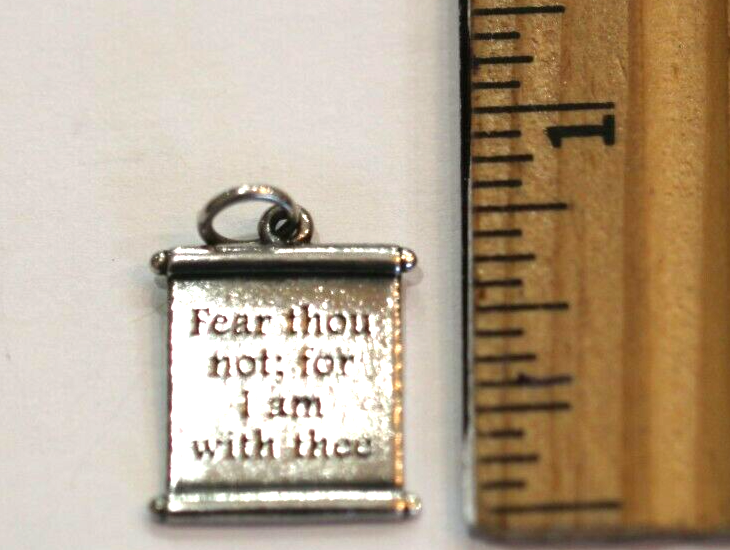 Fear thou
not; for
I am
with thee
1